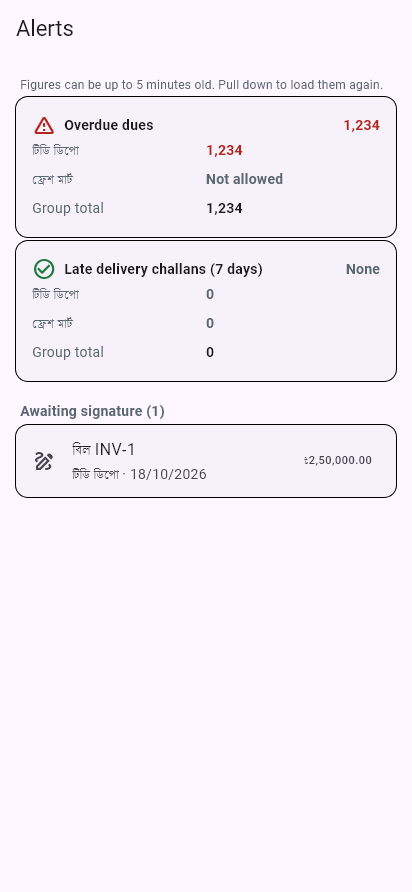 Alerts
Figures can be up to 5 minutes old. Pull down to load them again.
Overdue dues 1,234
টিডি ডিপো 1,234
ফ্রেশ মার্ট Not allowed
Group total 1,234
Late delivery challans (7 days) None
টিডি ডিপো 0
ফ্রেশ মার্ট 0
Group total 0
Awaiting signature (1)
বিল INV-1
৳2,50,000.00
টিডি ডিপো · 18/10/2026